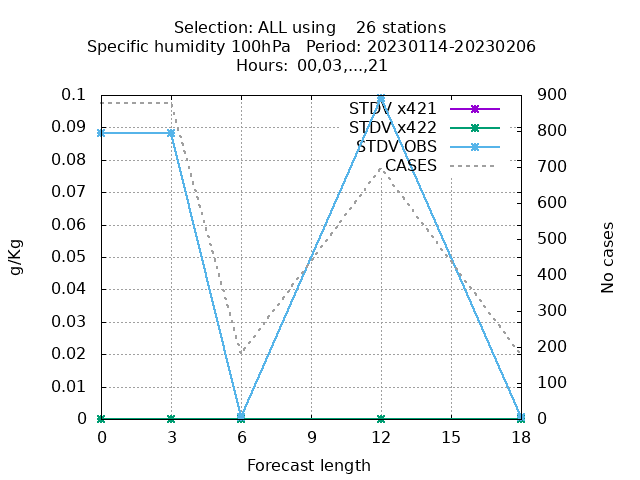 Selection: ALL using    26 stations
Specific humidity 100hPa   Period: 20230114-20230206
Hours:  00,03,...,21
STDV x421
STDV x422
STDV OBS
CASES
0.1
0.09
0.08
0.07
0.06
0.05
0.04
0.03
0.02
0.01
0
900
800
700
600
500
400
300
200
100
0
g/Kg
No cases
0 3 6 9 12 15 18
Forecast length